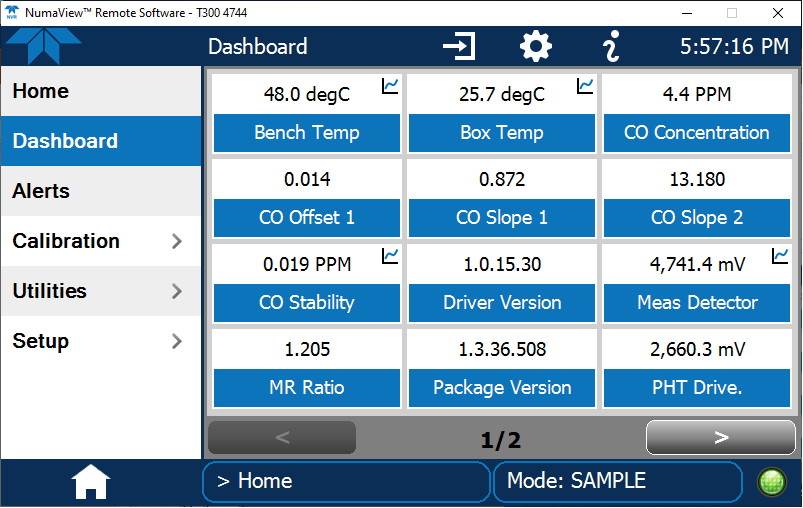 NumaView™ Remote Software - T300 4744
Dashboard
5:57:16 PM
Home
Dashboard
Alerts
Calibration
Utilities
Setup
48.0 degC
Bench Temp
25.7 degC
Box Temp
4.4 PPM
CO Concentration
0.014
CO Offset 1
0.872
CO Slope 1
13.180
CO Slope 2
0.019 PPM
CO Stability
1.0.15.30
Driver Version
4,741.4 mV
Meas Detector
1.205
MR Ratio
1.3.36.508
Package Version
2,660.3 mV
PHT Drive.
<
1/2
>
> Home
Mode: SAMPLE